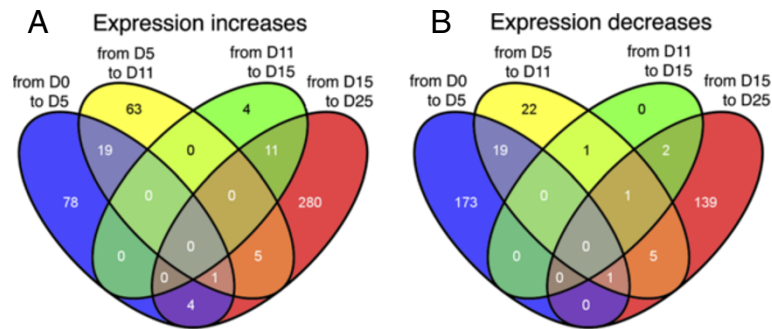 A
Expression increases
from D0
to D5
from D5
to D11
from D11
to D15
from D15
to D25
63
4
19
0
11
78
0
0
280
0
0
5
0
1
4
B
Expression decreases
from D0
to D5
from D5
to D11
from D11
to D15
from D15
to D25
22
0
19
1
2
173
0
1
139
0
0
5
0
1
0